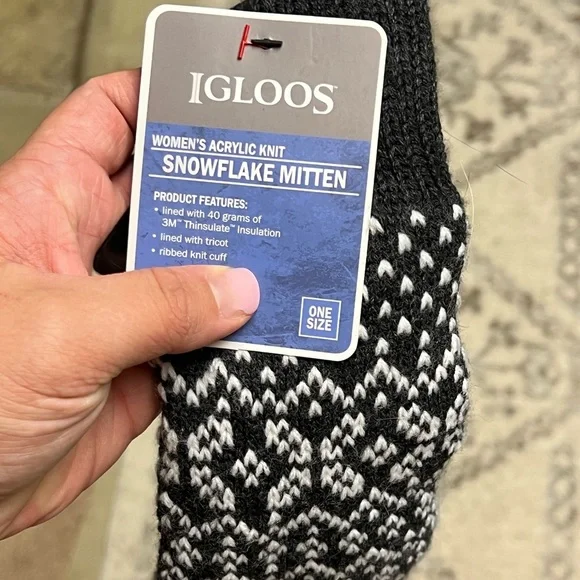 IGLOOS™
WOMEN'S ACRYLIC KNIT
SNOWFLAKE MITTEN
PRODUCT FEATURES:
• lined with 40 grams of
3M™ Thinsulate™ Insulation
• lined with tricot
• ribbed knit cuff
ONE
SIZE